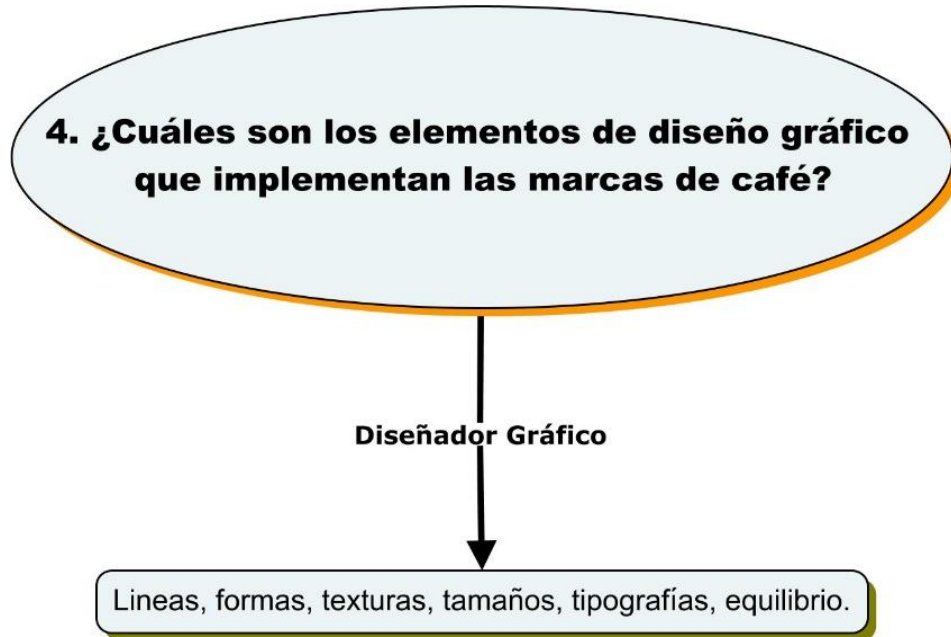 4. ¿Cuáles son los elementos de diseño gráfico
que implementan las marcas de café?
Diseñador Gráfico
Lineas, formas, texturas, tamaños, tipografías, equilibrio.